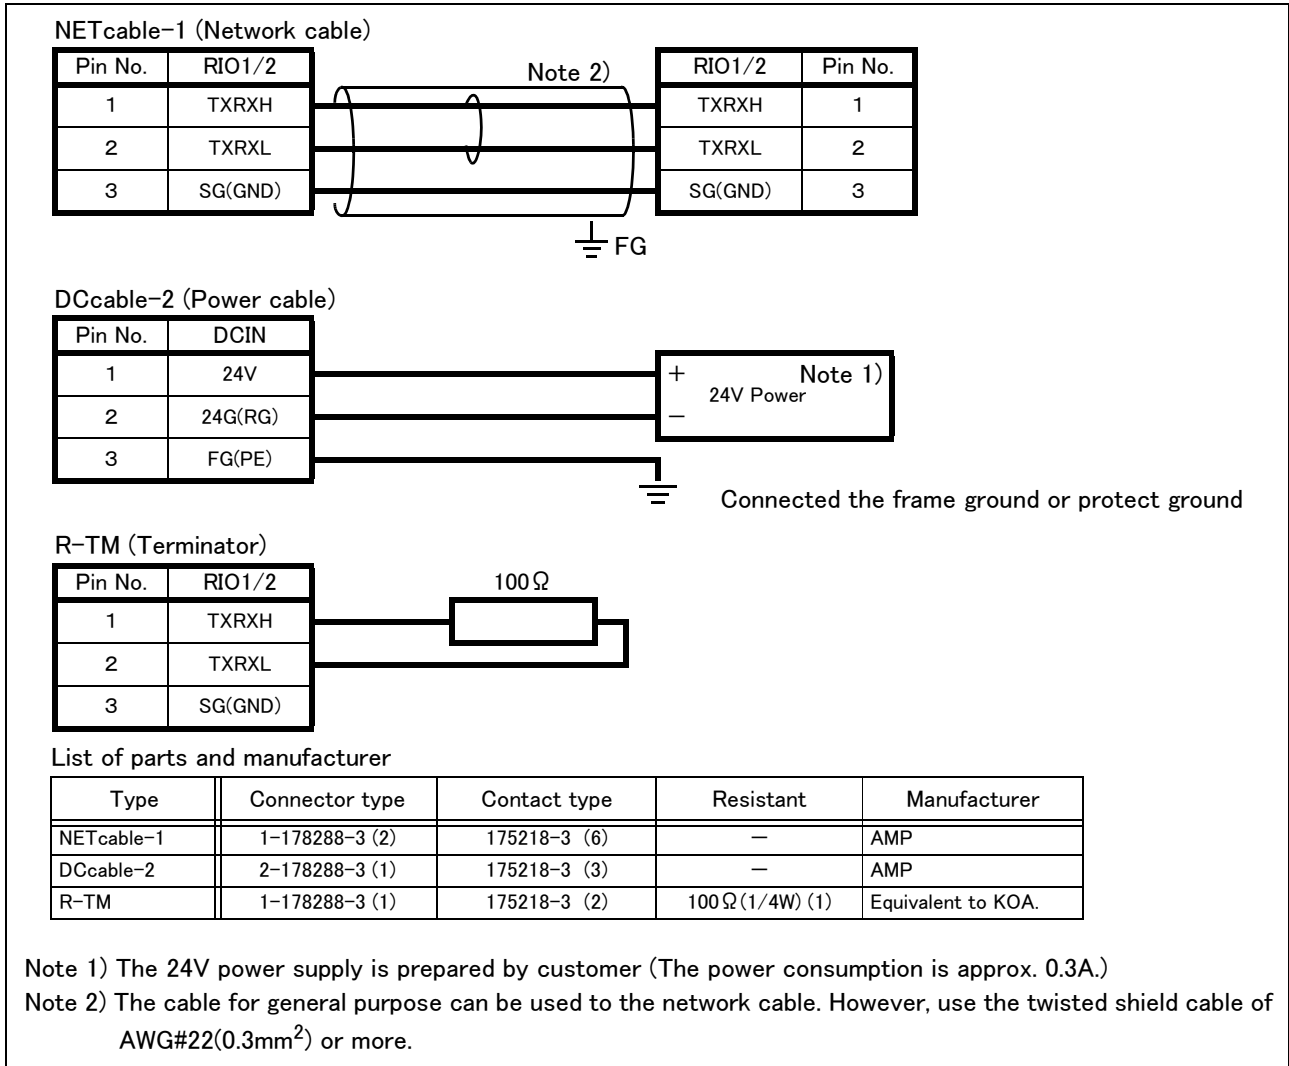 NETcable-1 (Network cable)
Pin No. RIO1/2 Note 2) RIO1/2 Pin No.
1 TXRXH TXRXH 1
2 TXRXL TXRXL 2
3 SG(GND) SG(GND) 3
FG
DCcable-2 (Power cable)
Pin No. DCIN
1 24V + Note 1)
24V Power
2 24G(RG) −
3 FG(PE)
Connected the frame ground or protect ground
R-TM (Terminator)
Pin No. RIO1/2 100Ω
1 TXRXH
2 TXRXL
3 SG(GND)
List of parts and manufacturer
Type Connector type Contact type Resistant Manufacturer
NETcable-1 1-178288-3 (2) 175218-3 (6) − AMP
DCcable-2 2-178288-3 (1) 175218-3 (3) − AMP
R-TM 1-178288-3 (1) 175218-3 (2) 100Ω(1/4W) (1) Equivalent to KOA.
Note 1) The 24V power supply is prepared by customer (The power consumption is approx. 0.3A.)
Note 2) The cable for general purpose can be used to the network cable. However, use the twisted shield cable of
AWG#22(0.3mm²) or more.